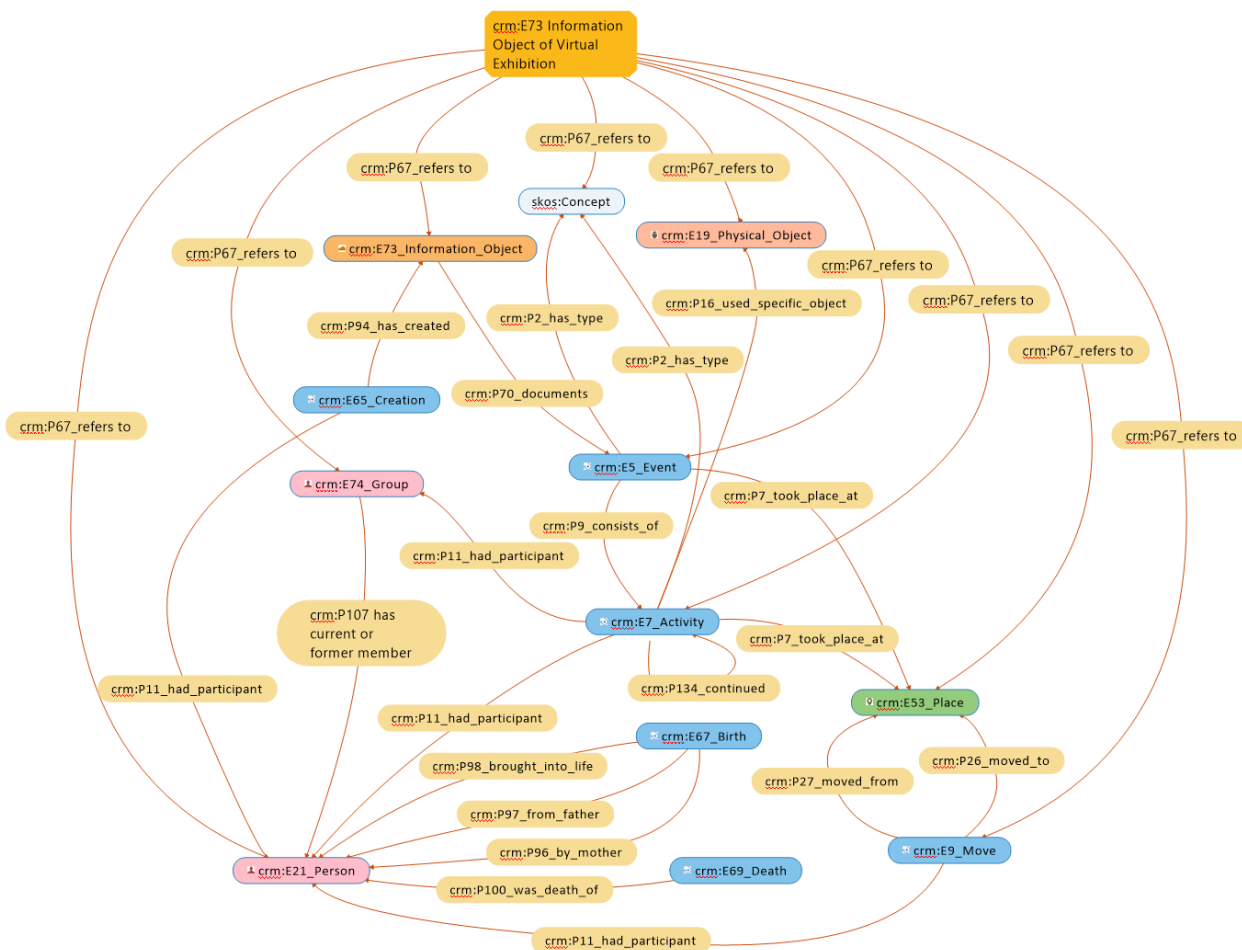 crm:E73 Information
Object of Virtual
Exhibition
crm:P67_refers to
crm:P67_refers to
crm:P67_refers to
skos:Concept
crm:E19_Physical_Object
crm:E73_Information_Object
crm:P67_refers to
crm:P67_refers to
crm:P67_refers to
crm:P16_used_specific_object
crm:P2_has_type
crm:P94_has_created
crm:P67_refers to
crm:P2_has_type
crm:P70_documents
crm:E65_Creation
crm:P67_refers to
crm:P67_refers to
crm:E5_Event
crm:E74_Group
crm:P7_took_place_at
crm:P9_consists_of
crm:P11_had_participant
crm:E7_Activity
crm:P107 has
current or
former member
crm:P7_took_place_at
crm:P11_had_participant
crm:P134_continued
crm:E53_Place
crm:P11_had_participant
crm:E67_Birth
crm:P98_brought_into_life
crm:P26_moved_to
crm:P27_moved_from
crm:P97_from_father
crm:P96_by_mother
crm:E9_Move
crm:E21_Person
crm:E69_Death
crm:P100_was_death_of
crm:P11_had_participant